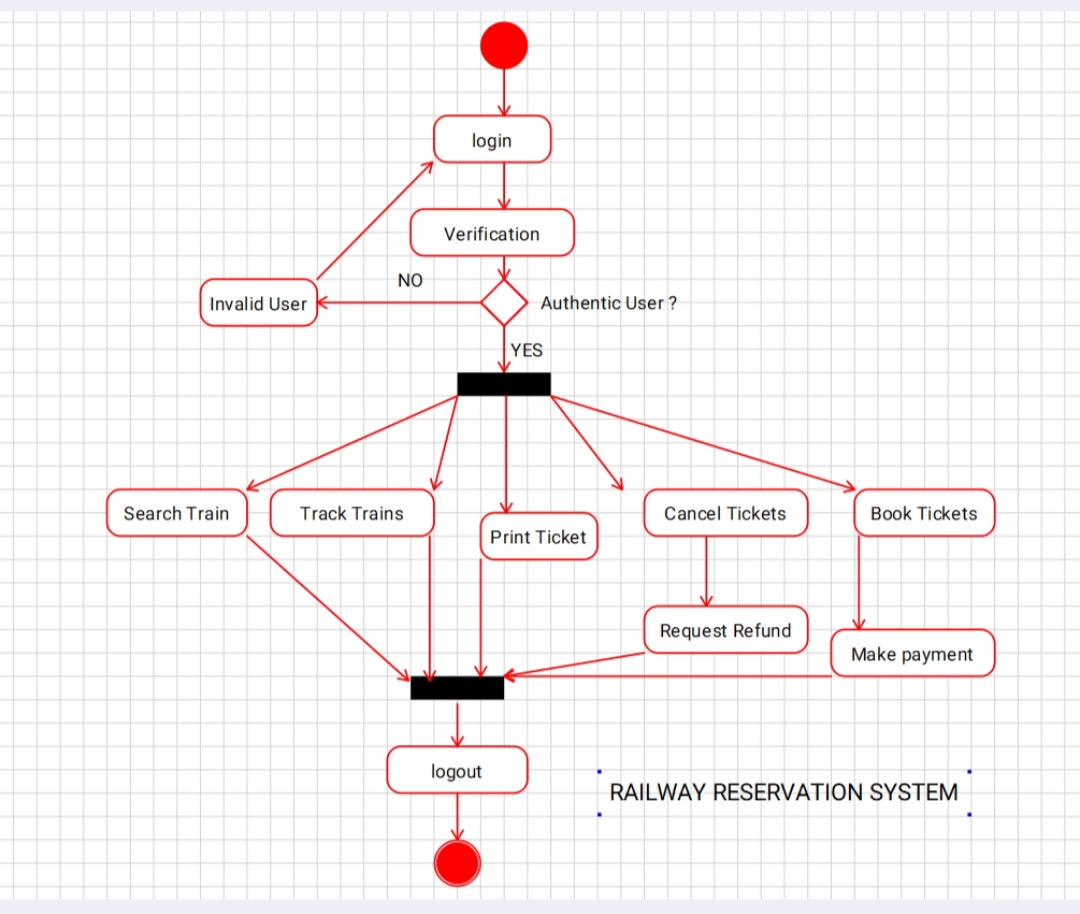 login
Verification
NO
Invalid User
Authentic User ?
YES
Search Train
Track Trains
Print Ticket
Cancel Tickets
Book Tickets
Request Refund
Make payment
logout
RAILWAY RESERVATION SYSTEM